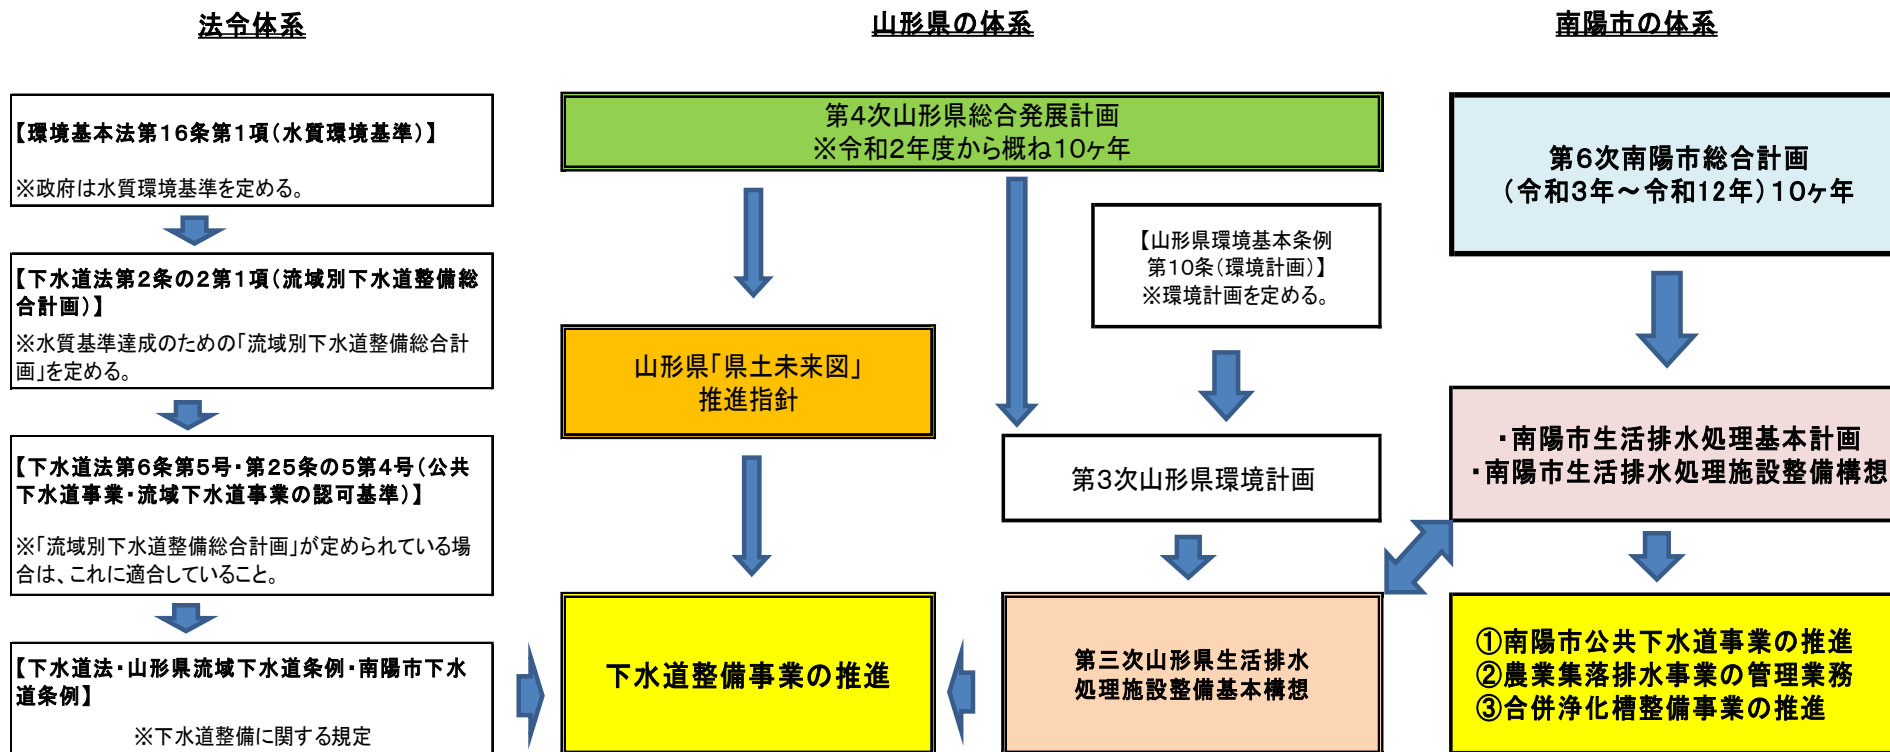 法令体系
【環境基本法第16条第1項(水質環境基準)】
※政府は水質環境基準を定める。
【下水道法第2条の2第1項(流域別下水道整備総
合計画)】
※水質基準達成のための「流域別下水道整備総合計
画」を定める。
【下水道法第6条第5号・第25条の5第4号(公共
下水道事業・流域下水道事業の認可基準)】
※「流域別下水道整備総合計画」が定められている場
合は、これに適合していること。
【下水道法・山形県流域下水道条例・南陽市下水
道条例】
※下水道整備に関する規定
山形県の体系
第4次山形県総合発展計画
※令和2年度から概ね10ヶ年
【山形県環境基本条例
第10条(環境計画)】
※環境計画を定める。
山形県「県土未来図」
推進指針
第3次山形県環境計画
下水道整備事業の推進
第三次山形県生活排水
処理施設整備基本構想
南陽市の体系
第6次南陽市総合計画
(令和3年~令和12年)10ヶ年
・南陽市生活排水処理基本計画
・南陽市生活排水処理施設整備構想
①南陽市公共下水道事業の推進
②農業集落排水事業の管理業務
③合併浄化槽整備事業の推進